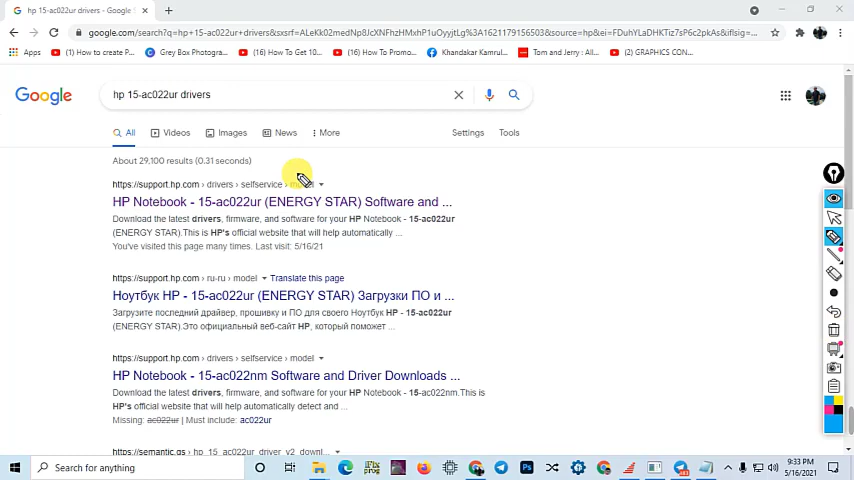 hp 15-ac022ur drivers - Google S
google.com/search?q=hp+15-ac022ur+drivers&sxsrf=ALeKk02medNp8JcXNFhzHMxhP1uOyyjtLg%3A1621179156503&source=hp&ei=FDuhYLaDHKTiz7sP6c2pkAs&iflsig=...
Apps (1) How to create P... Grey Box Photogra... (16) How To Get 10... (16) How To Promo... Khandakar Kamrul... Tom and Jerry : All... (2) GRAPHICS CON...
Google hp 15-ac022ur drivers
All Videos Images News More Settings Tools
About 29,100 results (0.31 seconds)
https://support.hp.com › drivers › selfservice ›
HP Notebook - 15-ac022ur (ENERGY STAR) Software and ...
Download the latest drivers, firmware, and software for your HP Notebook - 15-ac022ur
(ENERGY STAR).This is HP's official website that will help automatically ...
You've visited this page many times. Last visit: 5/16/21
https://support.hp.com › ru-ru › model Translate this page
Ноутбук HP - 15-ac022ur (ENERGY STAR) Загрузки ПО и ...
Загрузите последний драйвер, прошивку и ПО для своего Ноутбук HP - 15-ac022ur
(ENERGY STAR).Это официальный веб-сайт HP, который поможет ...
https://support.hp.com › drivers › selfservice › model
HP Notebook - 15-ac022nm Software and Driver Downloads ...
Download the latest drivers, firmware, and software for your HP Notebook - 15-ac022nm.This is
HP's official website that will help automatically detect and ...
Missing: ac022ur | Must include: ac022ur
https://semantic.gs › hp_15_ac022ur_driver_v2_downl...
Search for anything
iFix
prog
Ps
9:33 PM
5/16/2021